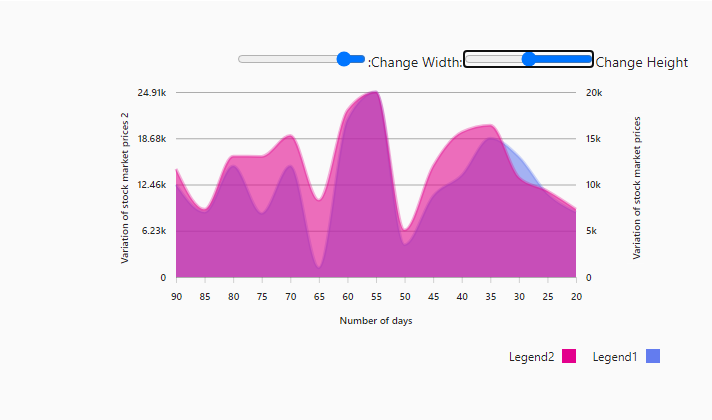 :Change Width: Change Height
24.91k
18.68k
12.46k
6.23k
0
Variation of stock market prices 2
20k
15k
10k
5k
0
Variation of stock market prices
90 85 80 75 70 65 60 55 50 45 40 35 30 25 20
Number of days
Legend2 Legend1